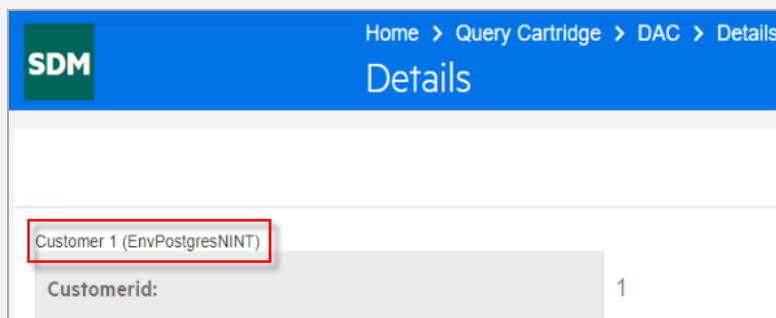 Home > Query Cartridge > DAC > Details
SDM
Details
Customer 1 (EnvPostgresNINT)
Customerid: 1